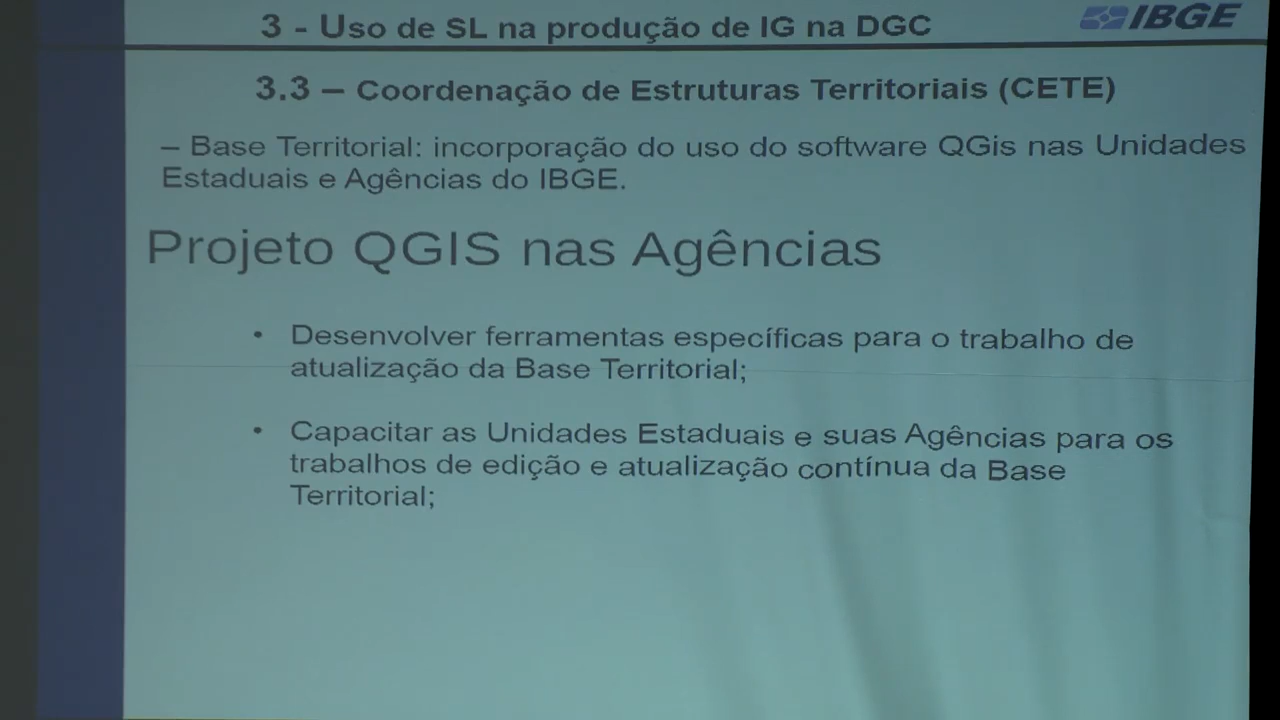 3 - Uso de SL na produção de IG na DGC
IBGE
3.3 – Coordenação de Estruturas Territoriais (CETE)
– Base Territorial: incorporação do uso do software QGis nas Unidades
Estaduais e Agências do IBGE.
Projeto QGIS nas Agências
• Desenvolver ferramentas específicas para o trabalho de
atualização da Base Territorial;
• Capacitar as Unidades Estaduais e suas Agências para os
trabalhos de edição e atualização contínua da Base
Territorial;